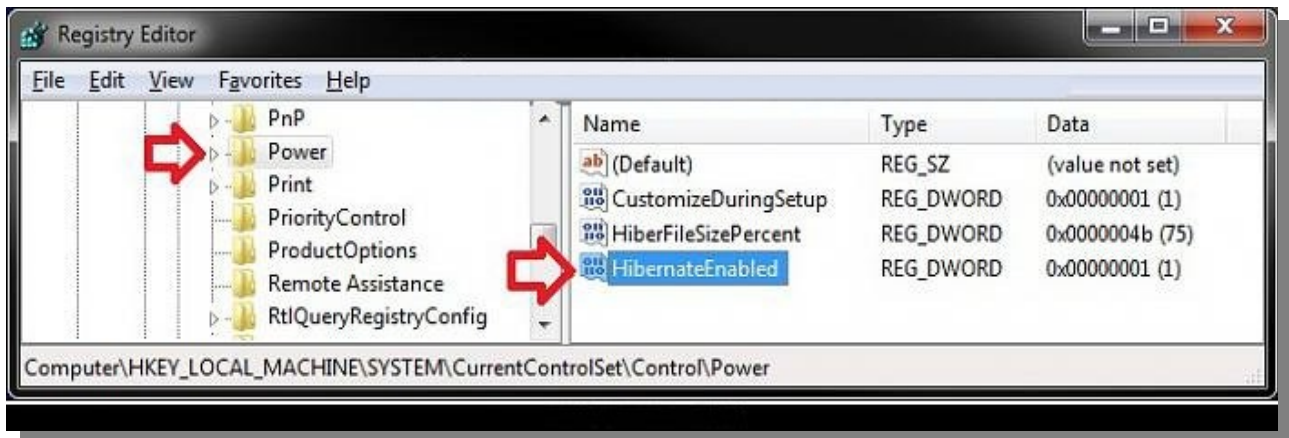 Registry Editor
File Edit View Favorites Help
PnP
Power
Print
PriorityControl
ProductOptions
Remote Assistance
RtlQueryRegistryConfig
Name Type Data
(Default) REG_SZ (value not set)
CustomizeDuringSetup REG_DWORD 0x00000001 (1)
HiberFileSizePercent REG_DWORD 0x0000004b (75)
HibernateEnabled REG_DWORD 0x00000001 (1)
Computer\HKEY_LOCAL_MACHINE\SYSTEM\CurrentControlSet\Control\Power